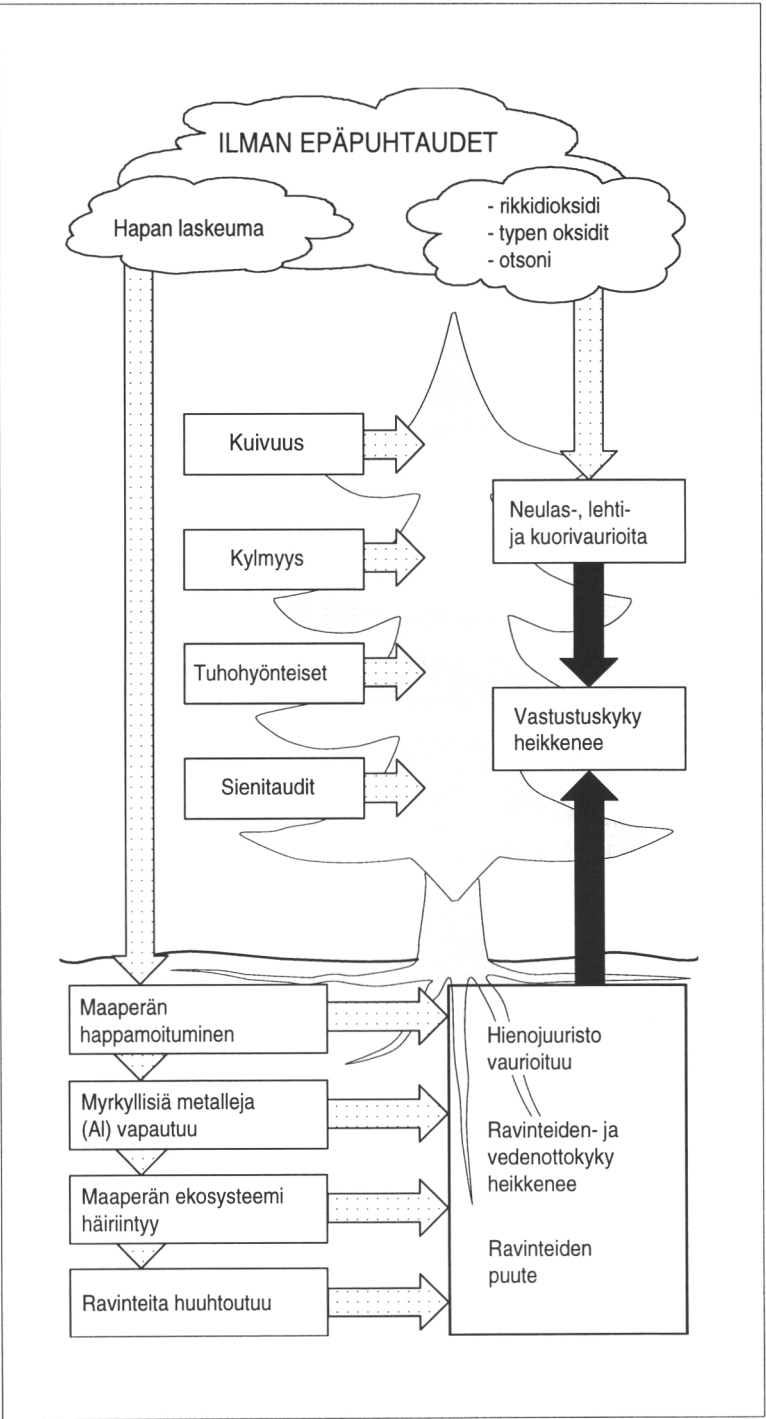 ILMAN EPÄPUHTAUDET
Hapan laskeuma
- rikkidioksidi
- typen oksidit
- otsoni
Kuivuus
Kylmyys
Tuhohyönteiset
Sienitaudit
Neulas-, lehti-
ja kuorivaurioita
Vastustuskyky
heikkenee
Maaperän
happamoituminen
Myrkyllisiä metalleja
(Al) vapautuu
Maaperän ekosysteemi
häiriintyy
Ravinteita huuhtoutuu
Hienojuuristo
vaurioituu
Ravinteiden- ja
vedenottokyky
heikkenee
Ravinteiden
puute